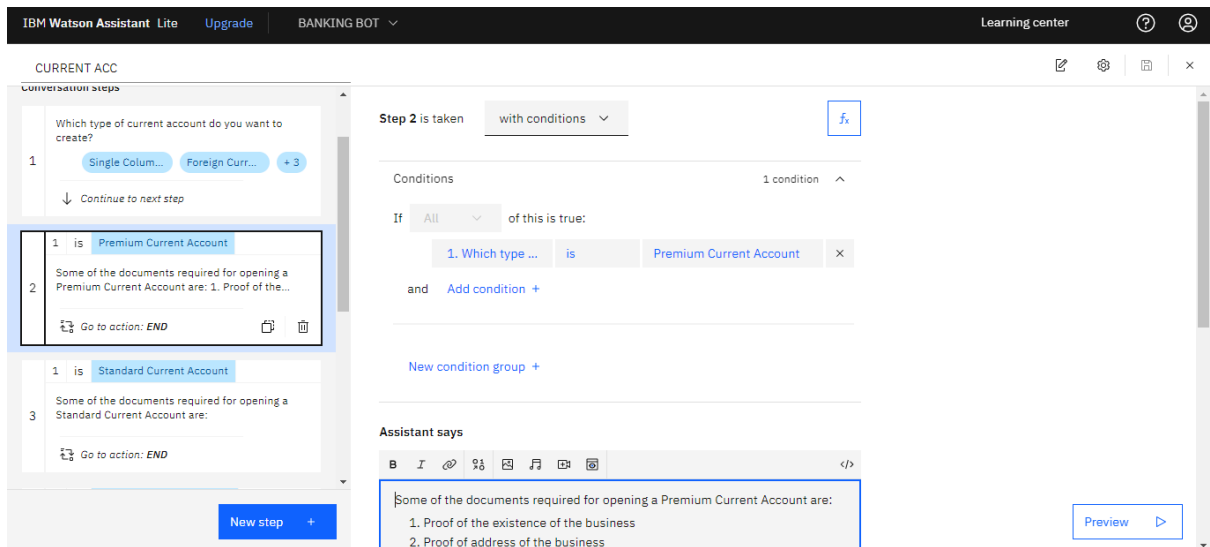 IBM Watson Assistant Lite Upgrade BANKING BOT Learning center
CURRENT ACC
Conversation steps
1
Which type of current account do you want to
create?
Single Colum... Foreign Curr... + 3
Continue to next step
2
1 is Premium Current Account
Some of the documents required for opening a
Premium Current Account are: 1. Proof of the...
Go to action: END
3
1 is Standard Current Account
Some of the documents required for opening a
Standard Current Account are:
Go to action: END
New step +
Step 2 is taken with conditions fx
Conditions 1 condition
If All of this is true:
1. Which type ... is Premium Current Account ×
and Add condition +
New condition group +
Assistant says
B I </>
Some of the documents required for opening a Premium Current Account are:
1. Proof of the existence of the business
2. Proof of address of the business
Preview